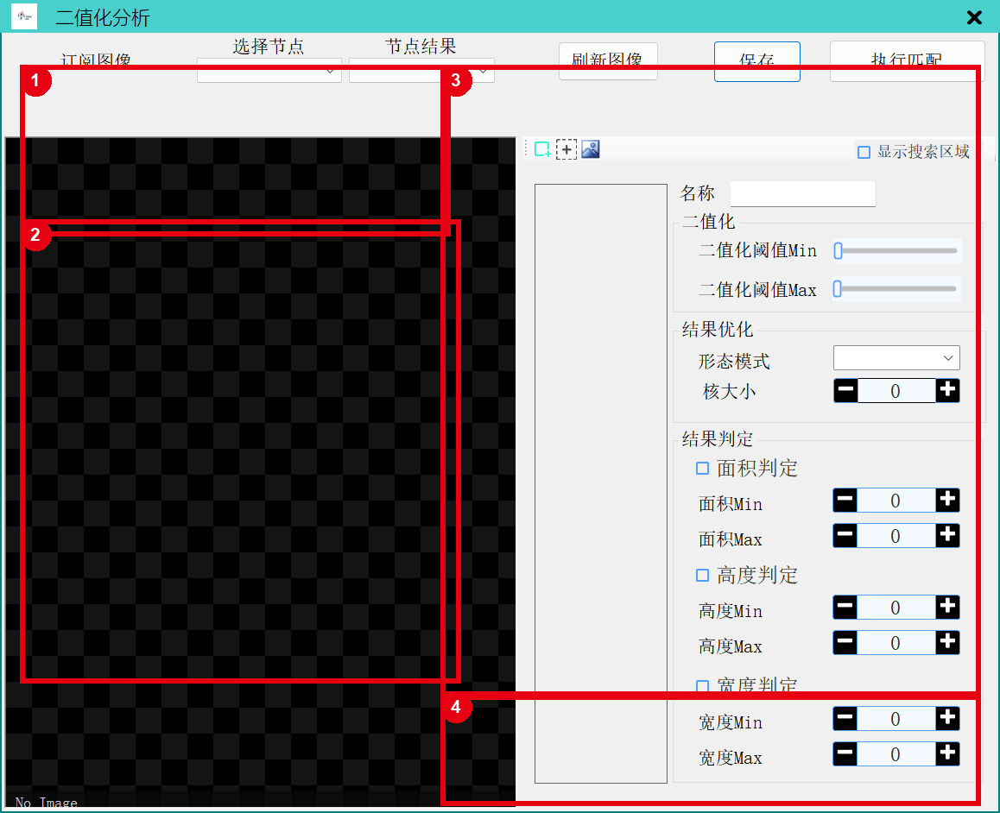 二值化分析
选择节点 节点结果
订阅图像 刷新图像 保存 执行匹配
1 3
显示搜索区域
名称
二值化
2
二值化阈值Min
二值化阈值Max
结果优化
形态模式
核大小 0
结果判定
面积判定
面积Min 0
面积Max 0
高度判定
高度Min 0
高度Max 0
宽度判定
4
宽度Min 0
宽度Max 0
No Image